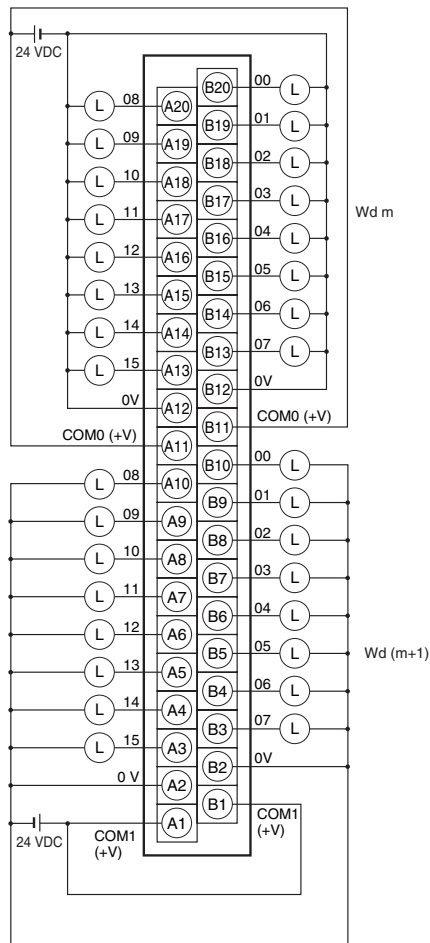 24 VDC
B20 00 L
L 08 A20
B19 01 L
L 09 A19
B18 02 L
L 10 A18
B17 03 L
Wd m
L 11 A17
B16 04 L
L 12 A16
B15 05 L
L 13 A15
B14 06 L
L 14 A14
B13 07 L
L 15 A13
B12 0V
0V A12
COM0 (+V)
B11
COM0 (+V)
A11
B10 00 L
L 08 A10
B9 01 L
L 09 A9
B8 02 L
L 10 A8
B7 03 L
L 11 A7
B6 04 L
L 12 A6
B5 05 L
Wd (m+1)
L 13 A5
B4 06 L
L 14 A4
B3 07 L
L 15 A3
B2 0V
0 V A2
B1
COM1
(+V)
A1
COM1
(+V)
24 VDC